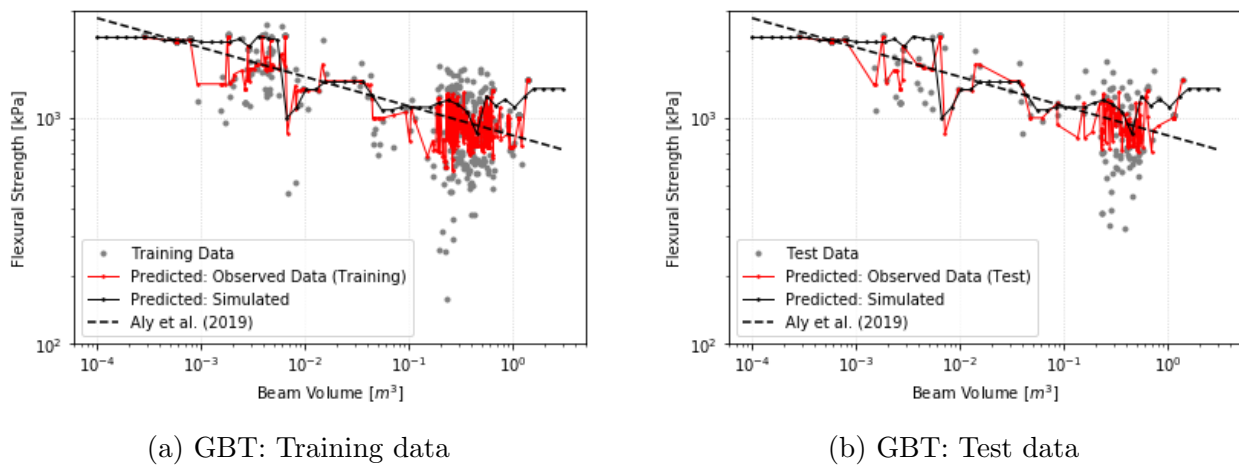 Flexural Strength [kPa]
10^3
10^2
10^-4
10^-3
10^-2
10^-1
10^0
Beam Volume [m^3]
Training Data
Predicted: Observed Data (Training)
Predicted: Simulated
Aly et al. (2019)
(a) GBT: Training data
Flexural Strength [kPa]
10^3
10^2
10^-4
10^-3
10^-2
10^-1
10^0
Beam Volume [m^3]
Test Data
Predicted: Observed Data (Test)
Predicted: Simulated
Aly et al. (2019)
(b) GBT: Test data